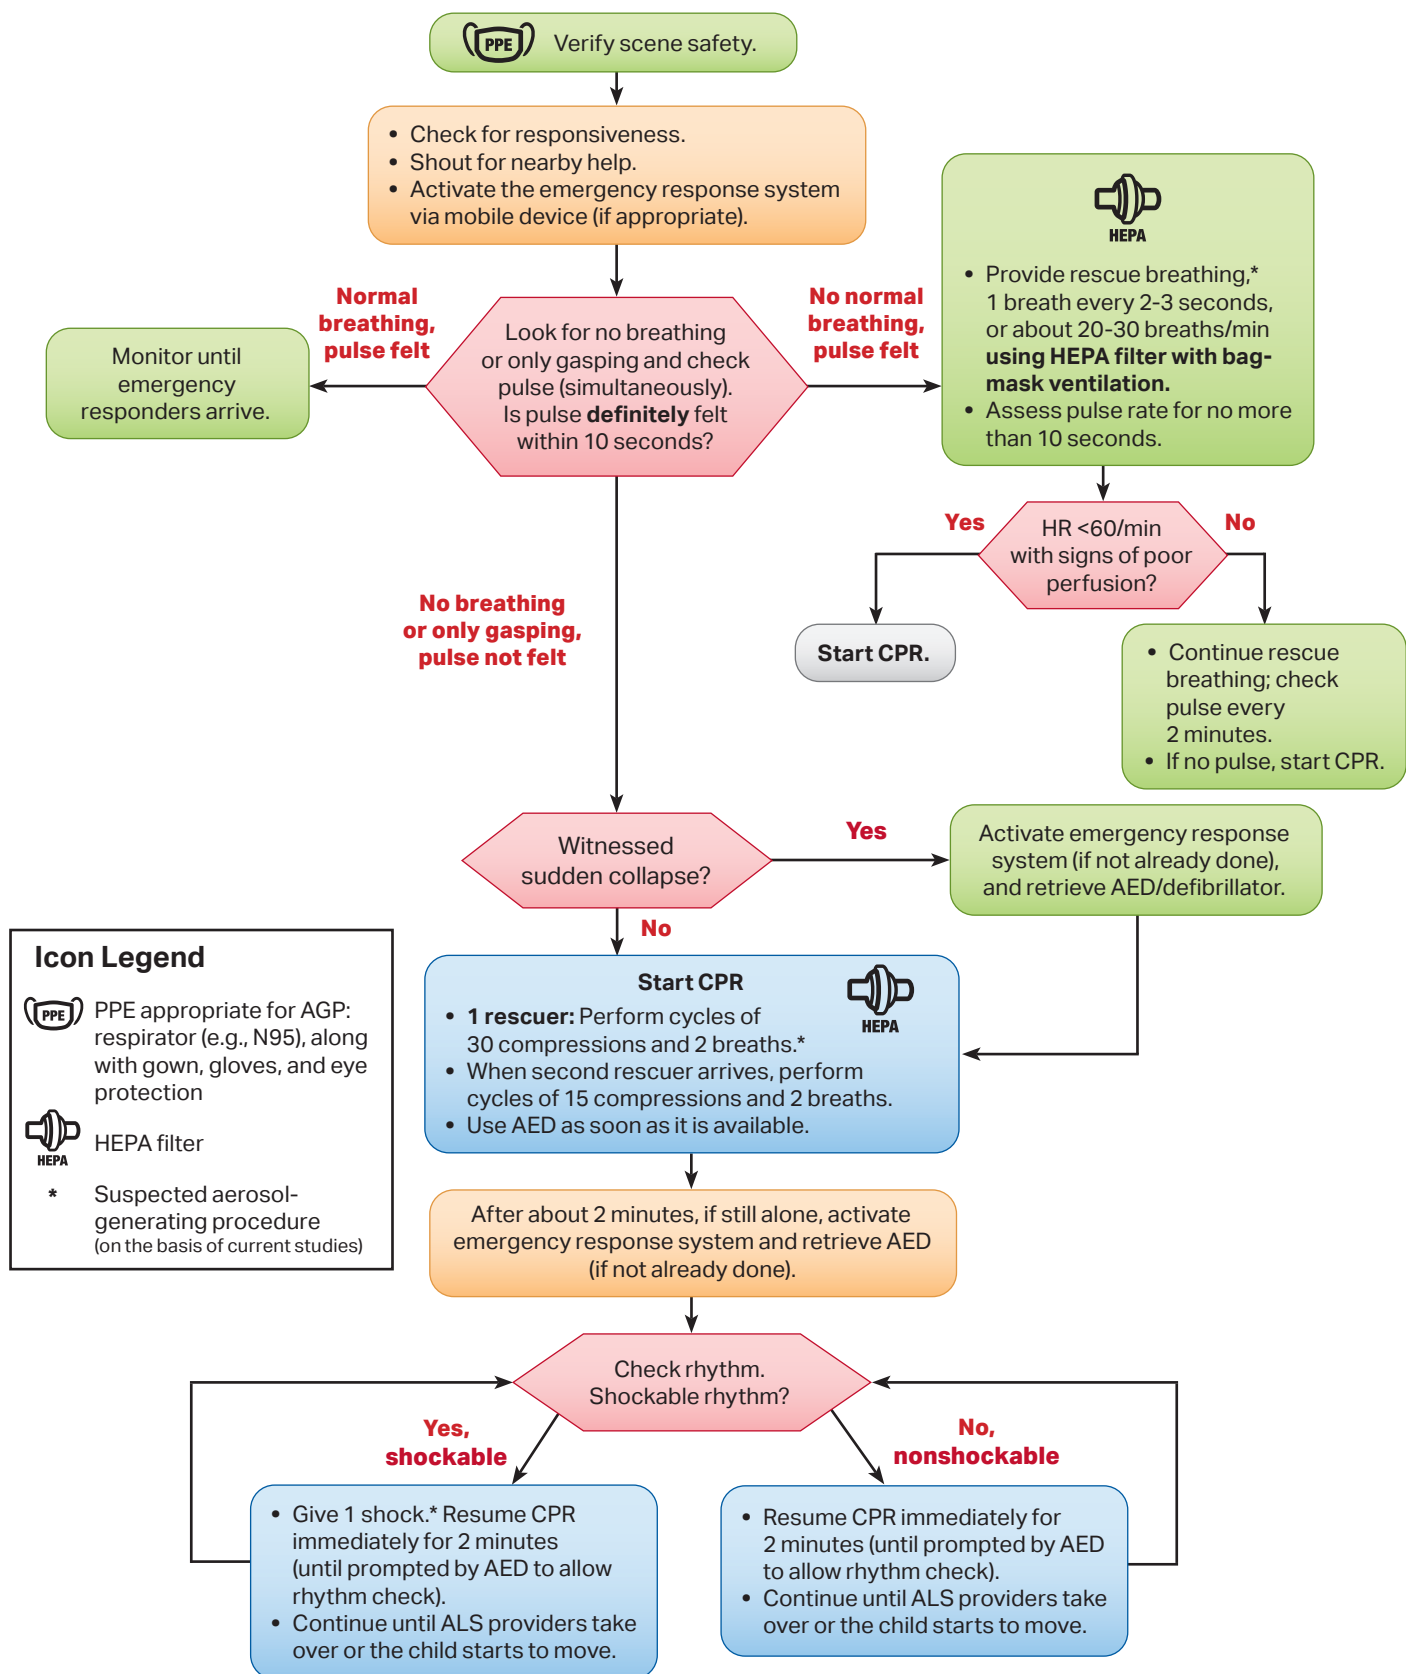 PPE
Verify scene safety.
• Check for responsiveness.
• Shout for nearby help.
• Activate the emergency response system
via mobile device (if appropriate).
Normal
breathing,
pulse felt
Look for no breathing
or only gasping and check
pulse (simultaneously).
Is pulse definitely felt
within 10 seconds?
No normal
breathing,
pulse felt
Monitor until
emergency
responders arrive.
HEPA
• Provide rescue breathing,*
1 breath every 2-3 seconds,
or about 20-30 breaths/min
using HEPA filter with bag-
mask ventilation.
• Assess pulse rate for no more
than 10 seconds.
Yes
HR <60/min
with signs of poor
perfusion?
No
Start CPR.
• Continue rescue
breathing; check
pulse every
2 minutes.
• If no pulse, start CPR.
No breathing
or only gasping,
pulse not felt
Witnessed
sudden collapse?
Yes
Activate emergency response
system (if not already done),
and retrieve AED/defibrillator.
No
Start CPR
HEPA
• 1 rescuer: Perform cycles of
30 compressions and 2 breaths.*
• When second rescuer arrives, perform
cycles of 15 compressions and 2 breaths.
• Use AED as soon as it is available.
Icon Legend
PPE
PPE appropriate for AGP:
respirator (e.g., N95), along
with gown, gloves, and eye
protection
HEPA
HEPA filter
* Suspected aerosol-
generating procedure
(on the basis of current studies)
After about 2 minutes, if still alone, activate
emergency response system and retrieve AED
(if not already done).
Check rhythm.
Shockable rhythm?
Yes,
shockable
No,
nonshockable
• Give 1 shock.* Resume CPR
immediately for 2 minutes
(until prompted by AED to allow
rhythm check).
• Continue until ALS providers take
over or the child starts to move.
• Resume CPR immediately for
2 minutes (until prompted by AED
to allow rhythm check).
• Continue until ALS providers take
over or the child starts to move.